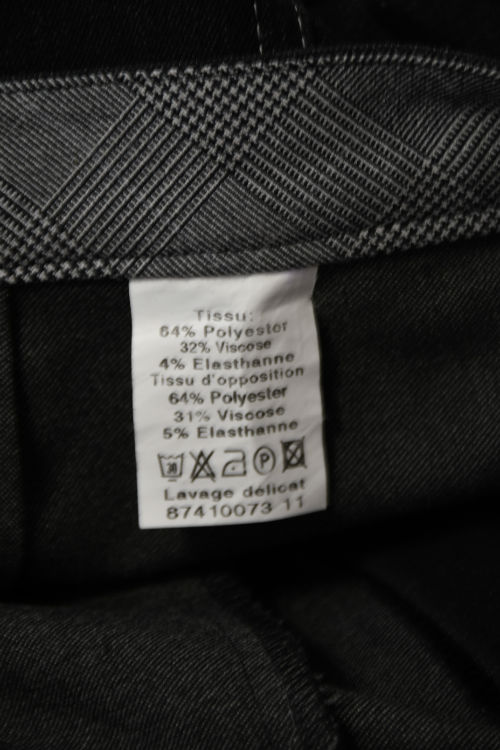 Tissu:
64% Polyester
32% Viscose
4% Elasthanne
Tissu d'opposition
64% Polyester
31% Viscose
5% Elasthanne
30 P
Lavage délicat
87410073 11